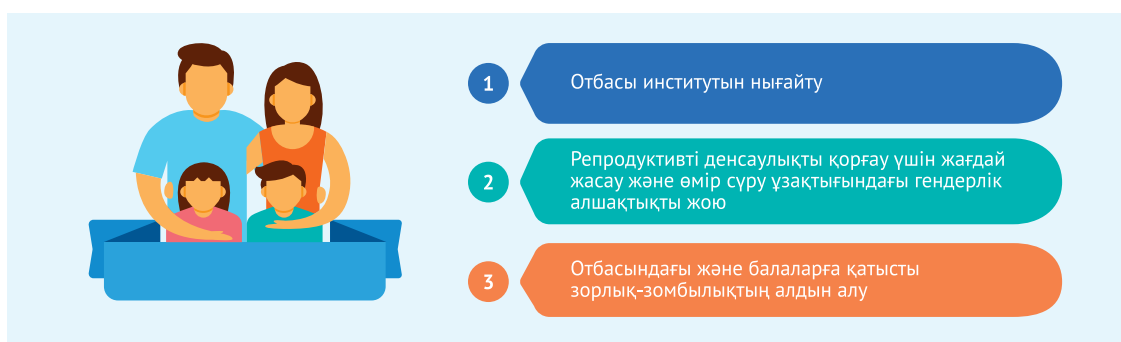 1
Отбасы институтын нығайту
2
Репродуктивті денсаулықты қорғау үшін жағдай
жасау және өмір сүру ұзақтығындағы гендерлік
алшақтықты жою
3
Отбасындағы және балаларға қатысты
зорлық-зомбылықтың алдын алу